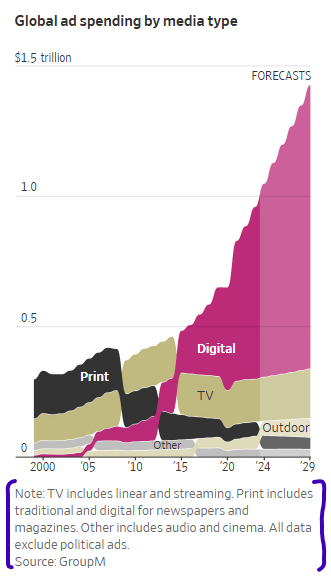 Global ad spending by media type
$1.5 trillion
FORECASTS
1.0
0.5
Digital
Print
TV
Outdoor
Other
0
2000 '05 '10 '15 '20 '24 '29
Note: TV includes linear and streaming. Print includes
traditional and digital for newspapers and
magazines. Other includes audio and cinema. All data
exclude political ads.
Source: GroupM